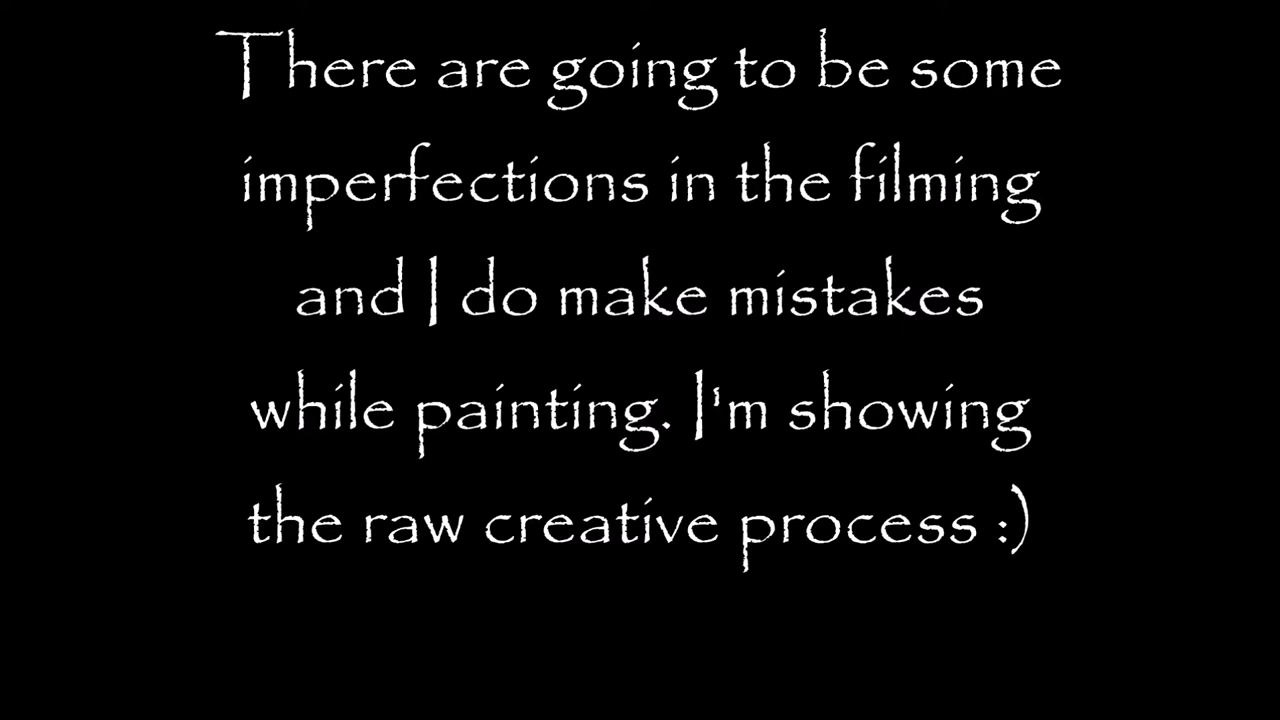 There are going to be some
imperfections in the filming
and I do make mistakes
while painting. I'm showing
the raw creative process :)